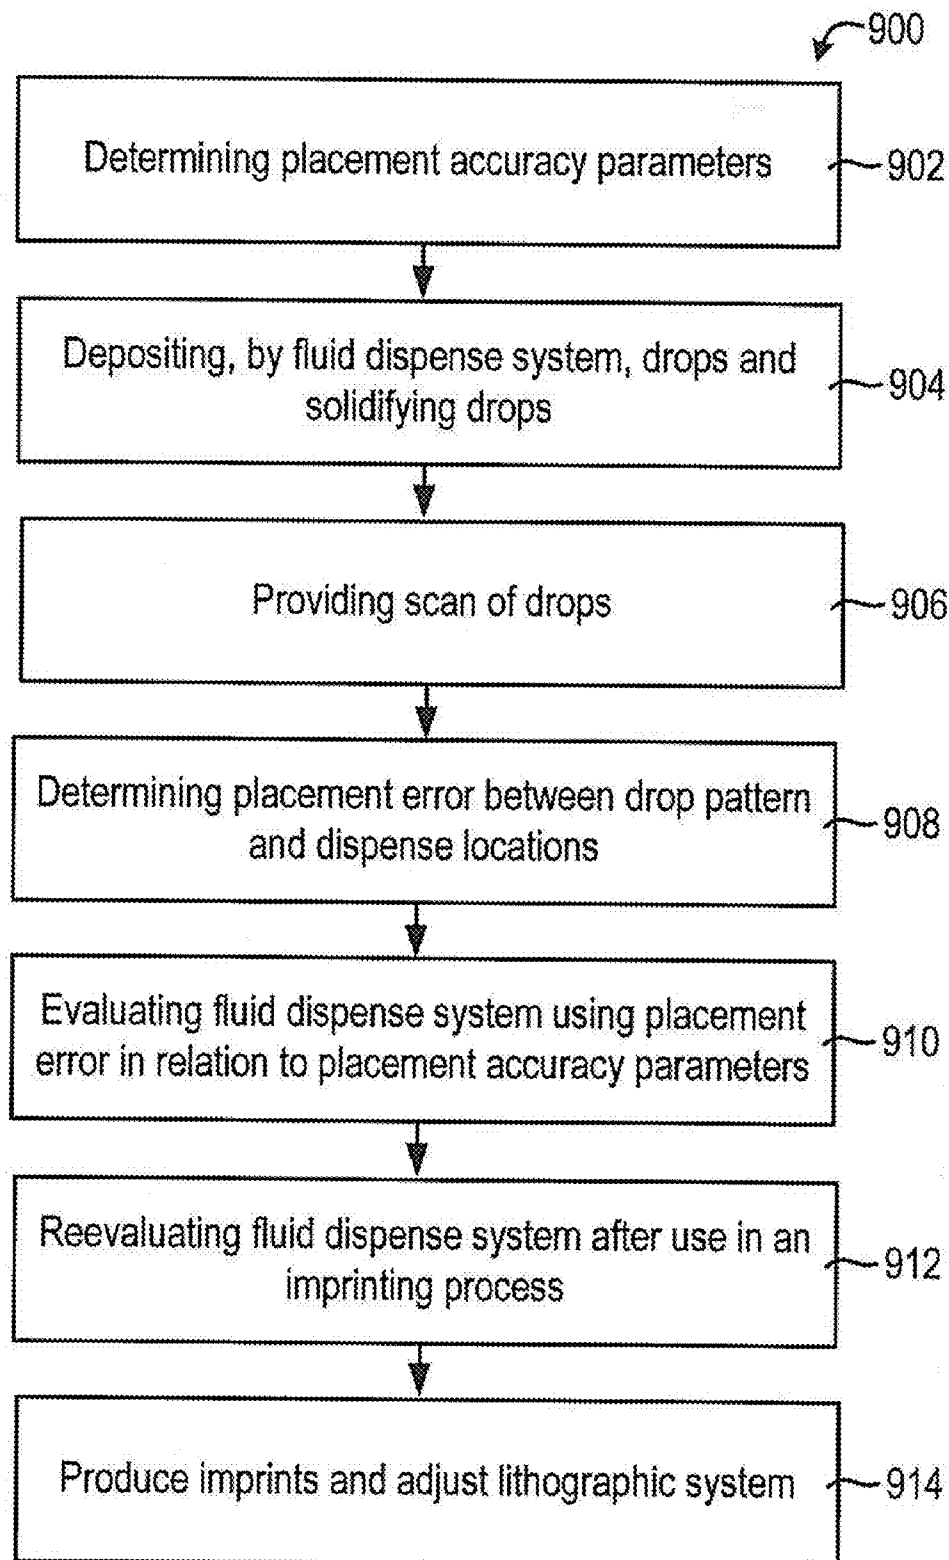 900
Determining placement accuracy parameters
902
Depositing, by fluid dispense system, drops and
solidifying drops
904
Providing scan of drops
906
Determining placement error between drop pattern
and dispense locations
908
Evaluating fluid dispense system using placement
error in relation to placement accuracy parameters
910
Reevaluating fluid dispense system after use in an
imprinting process
912
Produce imprints and adjust lithographic system
914